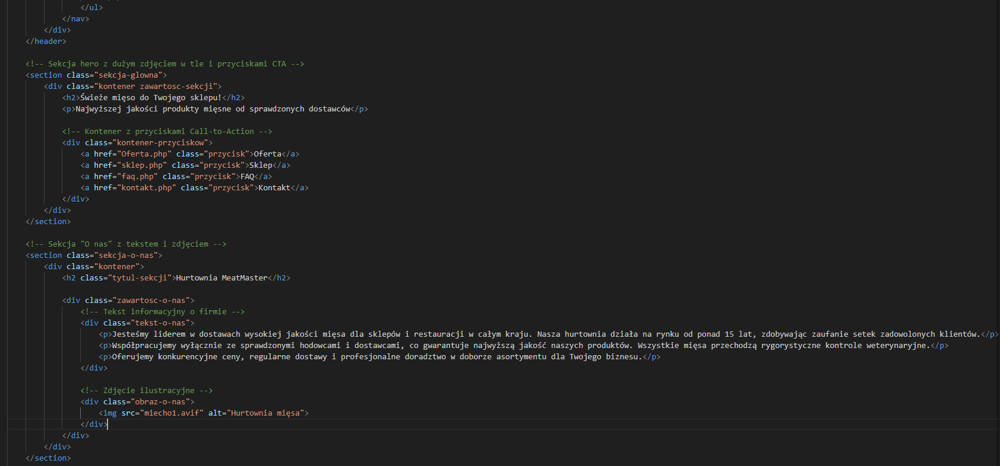 </ul>
</nav>
</div>
</header>
<!-- Sekcja hero z dużym zdjęciem w tle i przyciskami CTA -->
<section class="sekcja-glowna">
<div class="kontener zawartosc-sekcji">
<h2>Świeże mięso do Twojego sklepu!</h2>
<p>Najwyższej jakości produkty mięsne od sprawdzonych dostawców</p>
<!-- Kontener z przyciskami Call-to-Action -->
<div class="kontener-przyciskow">
<a href="Oferta.php" class="przycisk">Oferta</a>
<a href="sklep.php" class="przycisk">Sklep</a>
<a href="faq.php" class="przycisk">FAQ</a>
<a href="kontakt.php" class="przycisk">Kontakt</a>
</div>
</div>
</section>
<!-- Sekcja "O nas" z tekstem i zdjęciem -->
<section class="sekcja-o-nas">
<div class="kontener">
<h2 class="tytul-sekcji">Hurtownia MeatMaster</h2>
<div class="zawartosc-o-nas">
<!-- Tekst informacyjny o firmie -->
<div class="tekst-o-nas">
<p>Jesteśmy liderem w dostawach wysokiej jakości mięsa dla sklepów i restauracji w całym kraju. Nasza hurtownia działa na rynku od ponad 15 lat, zdobywając zaufanie setek zadowolonych klientów.</p>
<p>Współpracujemy wyłącznie ze sprawdzonymi hodowcami i dostawcami, co gwarantuje najwyższą jakość naszych produktów. Wszystkie mięsa przechodzą rygorystyczne kontrole weterynaryjne.</p>
<p>Oferujemy konkurencyjne ceny, regularne dostawy i profesjonalne doradztwo w doborze asortymentu dla Twojego biznesu.</p>
</div>
<!-- Zdjęcie ilustracyjne -->
<div class="obraz-o-nas">
<img src="miecho1.avif" alt="Hurtownia mięsa">
</div>
</div>
</div>
</section>